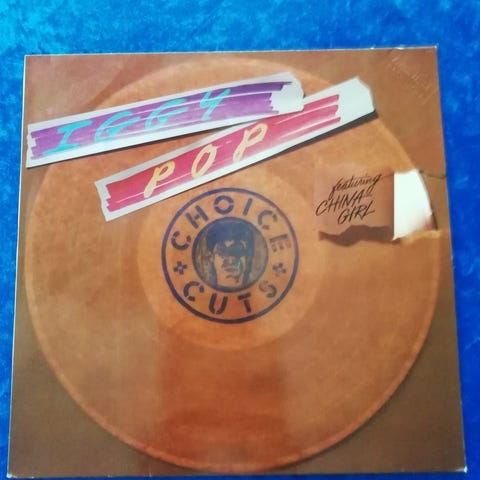 IGGY
POP
featuring
CHINA
GIRL
CHOICE
CUTS